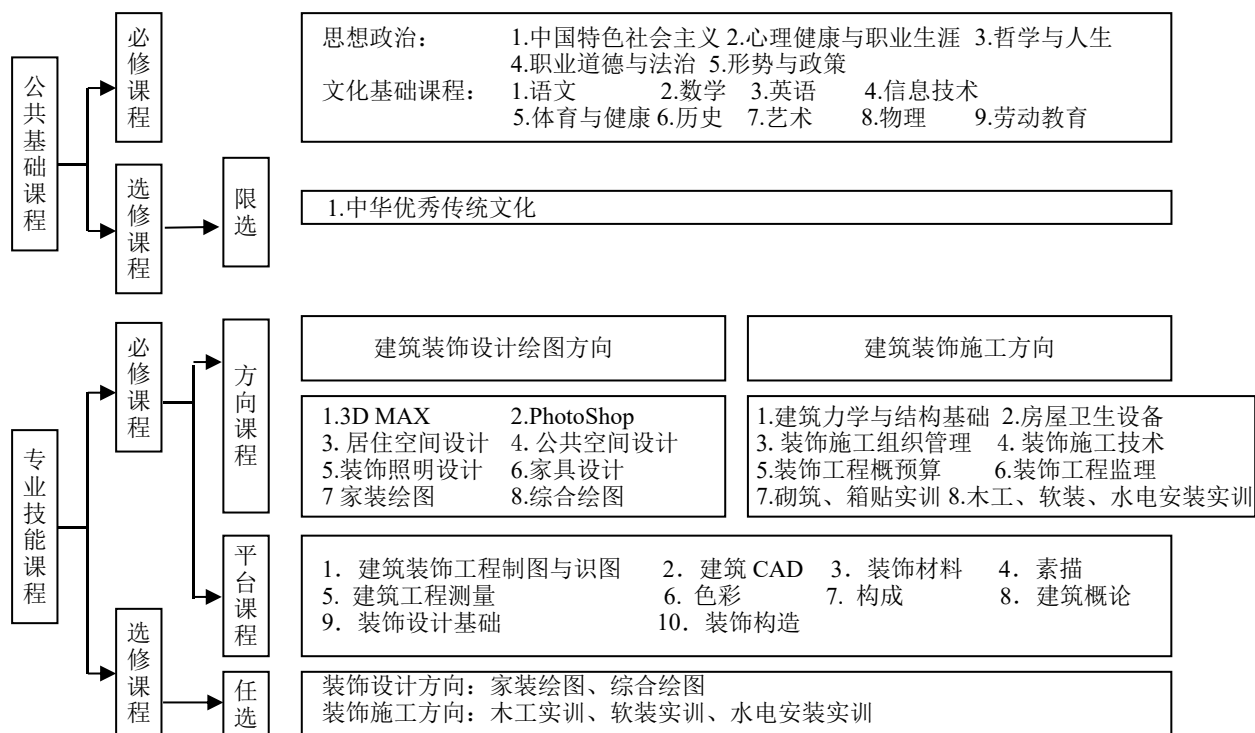 公共基础课程
必修课程
思想政治： 1.中国特色社会主义 2.心理健康与职业生涯 3.哲学与人生
4.职业道德与法治 5.形势与政策
文化基础课程： 1.语文 2.数学 3.英语 4.信息技术
5.体育与健康 6.历史 7.艺术 8.物理 9.劳动教育
选修课程
限选
1.中华优秀传统文化
专业技能课程
必修课程
方向课程
建筑装饰设计绘图方向
1.3D MAX 2.PhotoShop
3. 居住空间设计 4. 公共空间设计
5.装饰照明设计 6.家具设计
7 家装绘图 8.综合绘图
建筑装饰施工方向
1.建筑力学与结构基础 2.房屋卫生设备
3. 装饰施工组织管理 4. 装饰施工技术
5.装饰工程概预算 6.装饰工程监理
7.砌筑、箱贴实训 8.木工、软装、水电安装实训
平台课程
1. 建筑装饰工程制图与识图 2. 建筑 CAD 3. 装饰材料 4. 素描
5. 建筑工程测量 6. 色彩 7. 构成 8. 建筑概论
9. 装饰设计基础 10. 装饰构造
选修课程
任选
装饰设计方向：家装绘图、综合绘图
装饰施工方向：木工实训、软装实训、水电安装实训